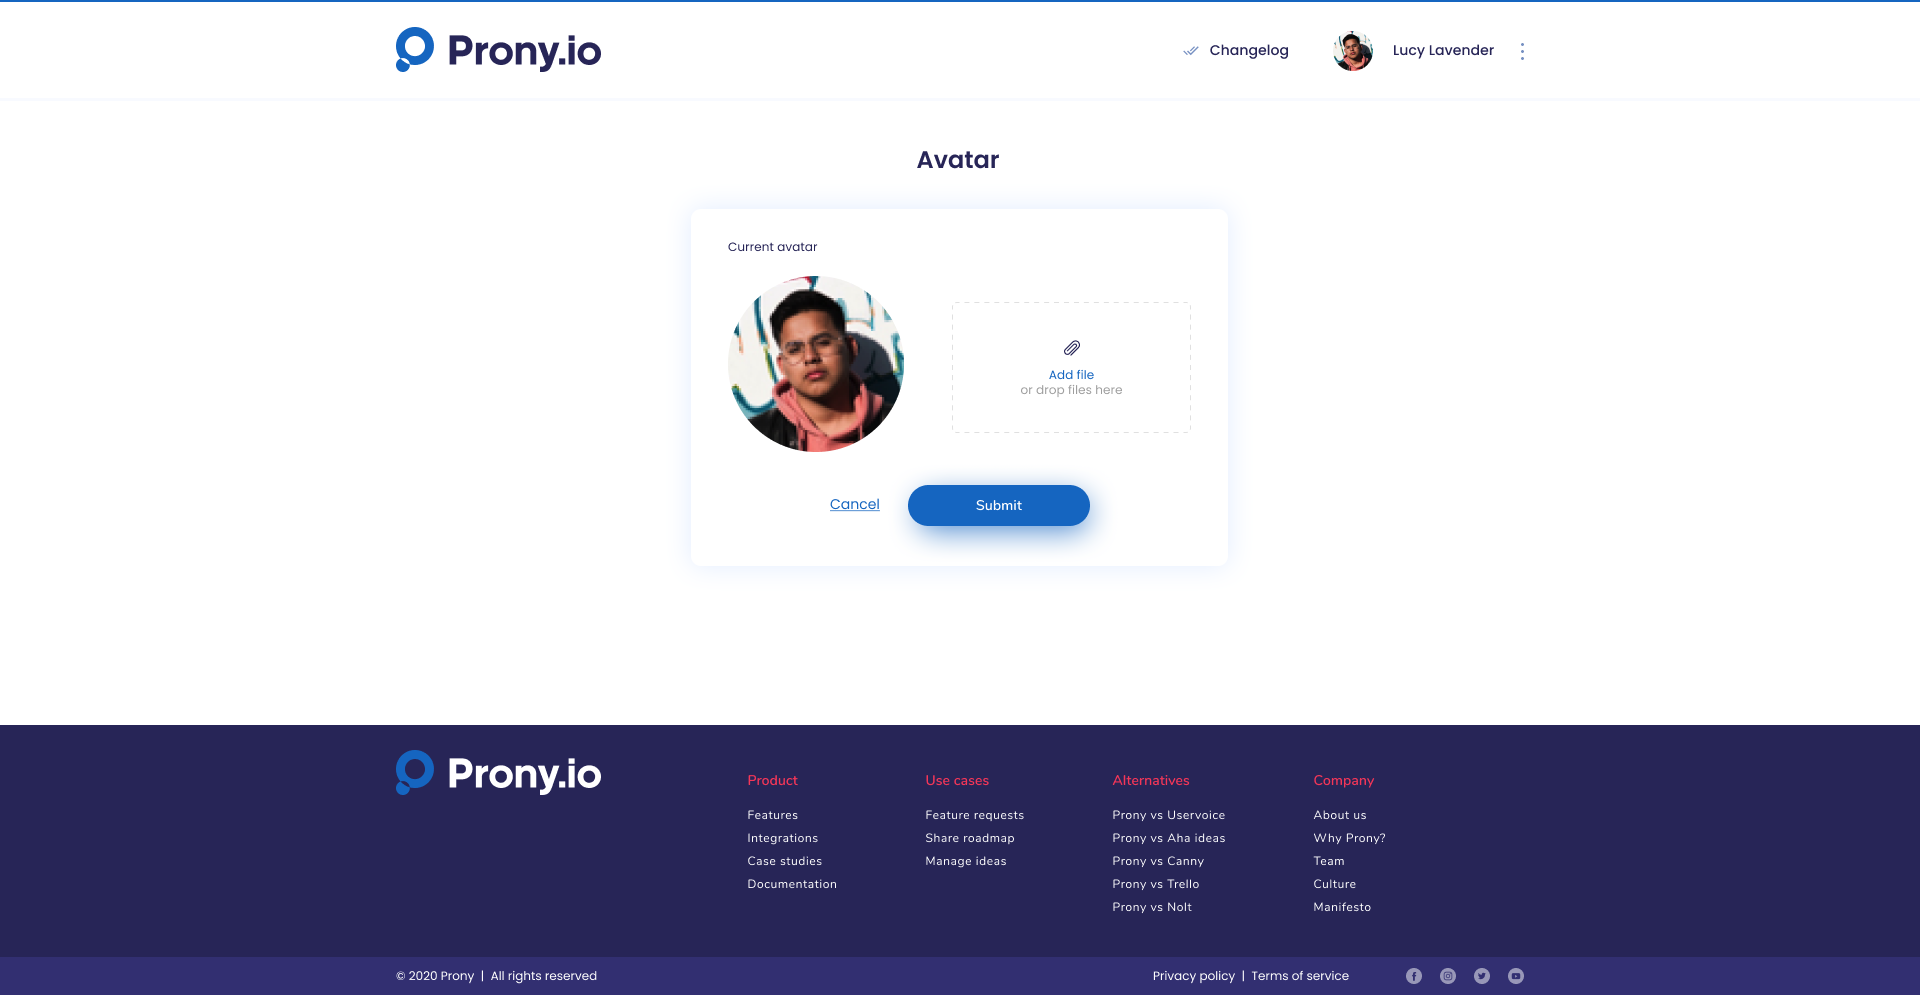 Prony.io
Changelog
Lucy Lavender
Avatar
Current avatar
Add file
or drop files here
Cancel
Submit
Prony.io
Product
Features
Integrations
Case studies
Documentation
Use cases
Feature requests
Share roadmap
Manage ideas
Alternatives
Prony vs Uservoice
Prony vs Aha ideas
Prony vs Canny
Prony vs Trello
Prony vs Nolt
Company
About us
Why Prony?
Team
Culture
Manifesto
© 2020 Prony | All rights reserved
Privacy policy | Terms of service